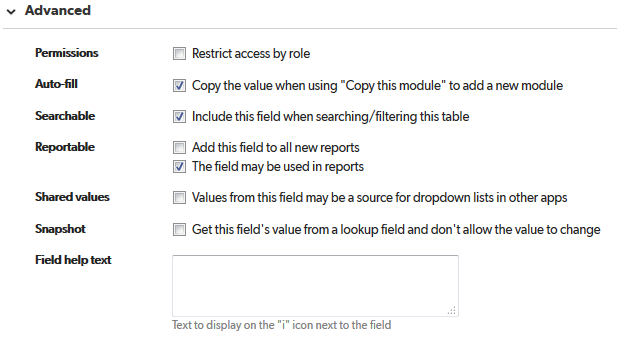 Advanced
Permissions Restrict access by role
Auto-fill Copy the value when using "Copy this module" to add a new module
Searchable Include this field when searching/filtering this table
Reportable Add this field to all new reports
The field may be used in reports
Shared values Values from this field may be a source for dropdown lists in other apps
Snapshot Get this field's value from a lookup field and don't allow the value to change
Field help text
Text to display on the "i" icon next to the field